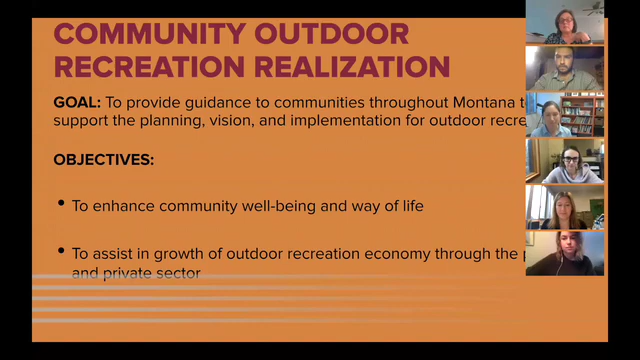 COMMUNITY OUTDOOR
RECREATION REALIZATION
GOAL: To provide guidance to communities throughout Montana
support the planning, vision, and implementation for outdoor
OBJECTIVES:
• To enhance community well-being and way of life
• To assist in growth of outdoor recreation economy through the
and private sector